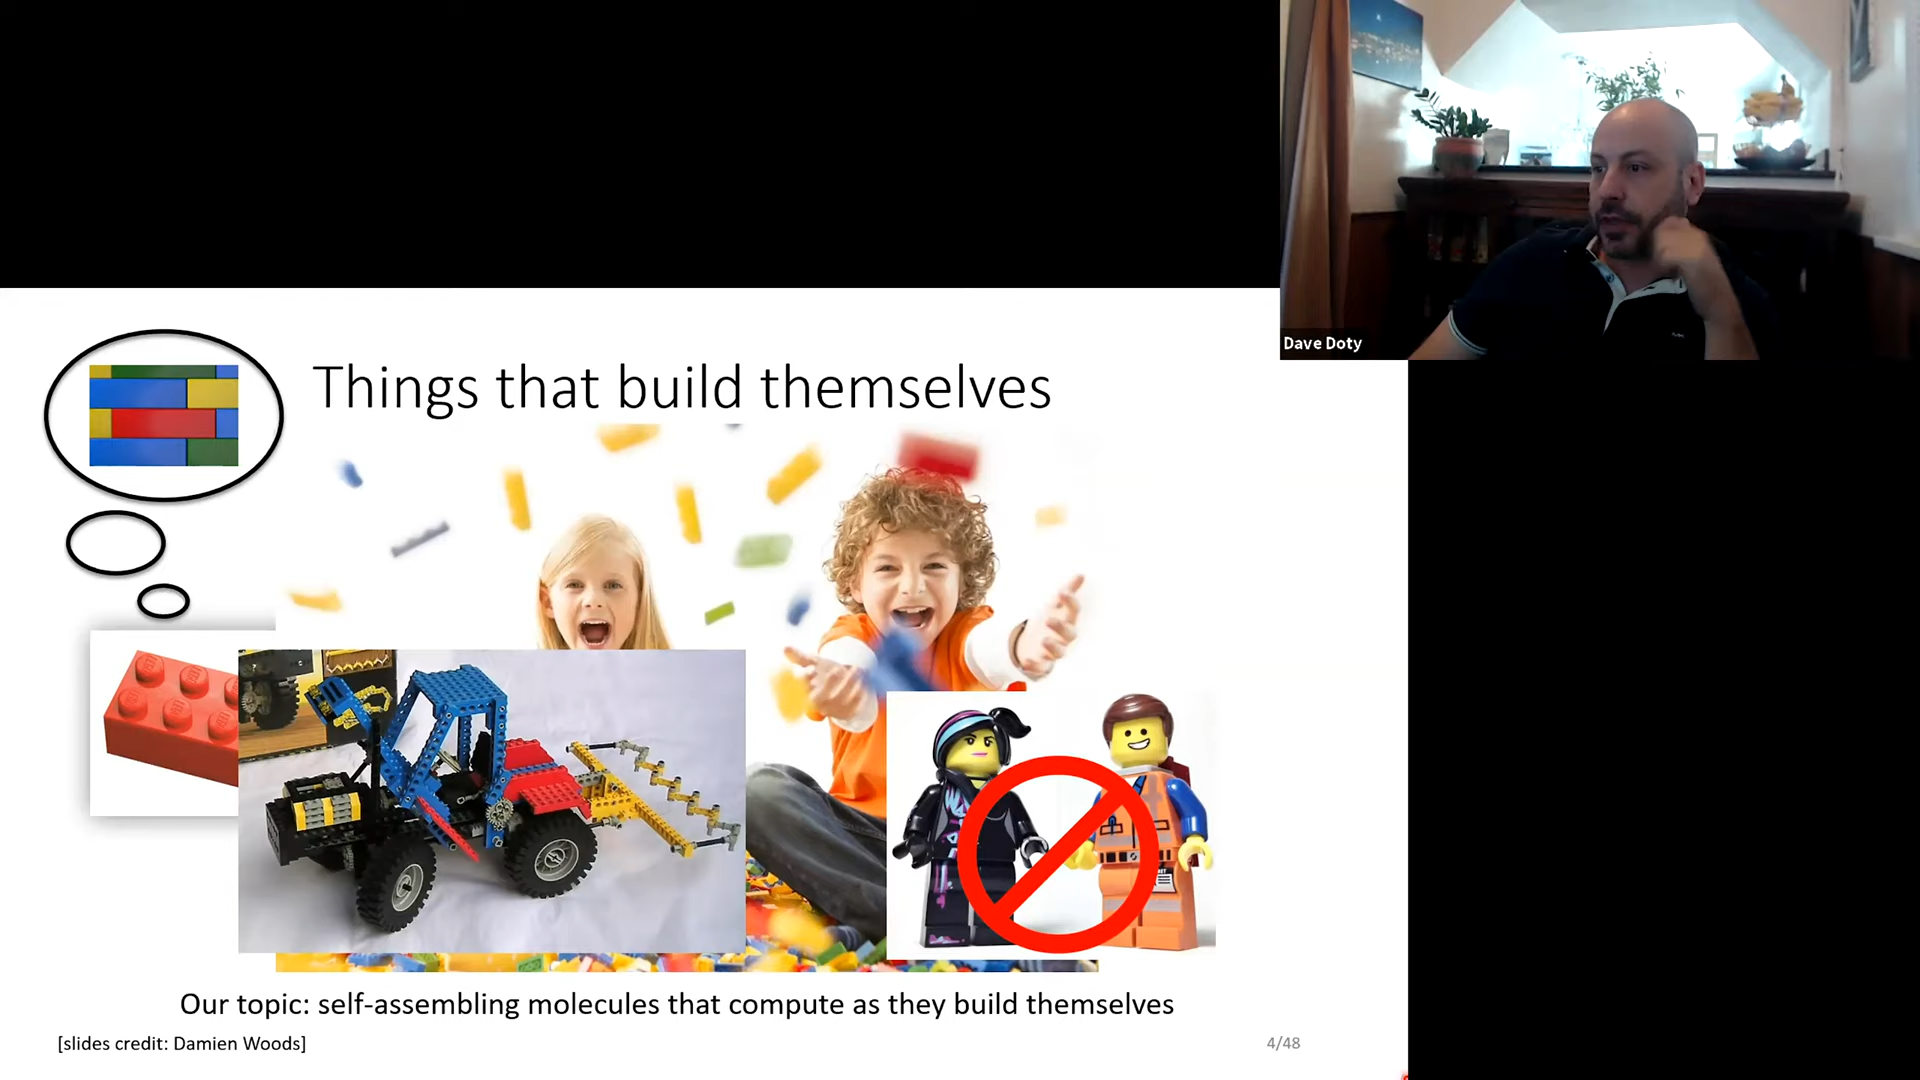 Dave Doty
Things that build themselves
Our topic: self-assembling molecules that compute as they build themselves
[slides credit: Damien Woods]
4/48